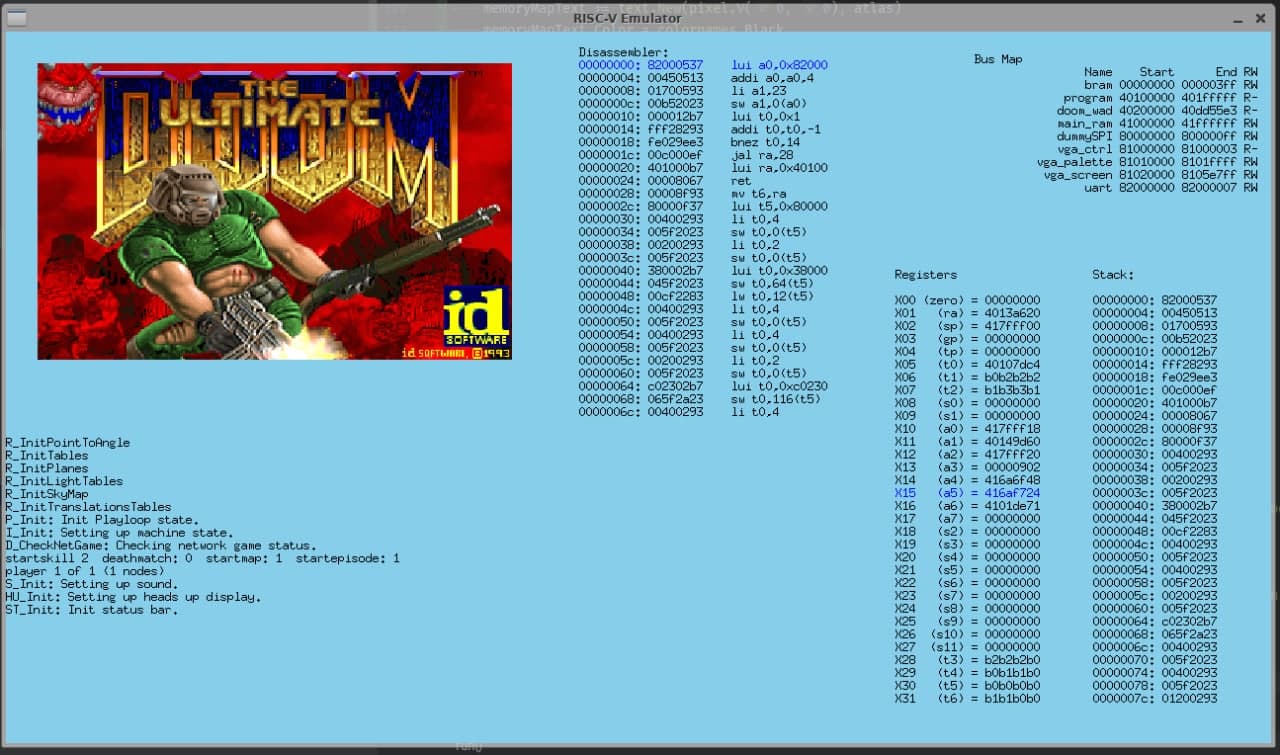 memoryMapText := text.New(pixel.V( = 0, = 0), atlas)
memoryMapText.Color = colornames.Black
RISC-V Emulator
THE
ULTIMATE
DOOM
™
id
SOFTWARE
id SOFTWARE, ©1993
R_InitPointToAngle
R_InitTables
R_InitPlanes
R_InitLightTables
R_InitSkyMap
R_InitTranslationsTables
P_Init: Init Playloop state.
I_Init: Setting up machine state.
D_CheckNetGame: Checking network game status.
startskill 2  deathmatch: 0  startmap: 1  startepisode: 1
player 1 of 1 (1 nodes)
S_Init: Setting up sound.
HU_Init: Setting up heads up display.
ST_Init: Init status bar.
Disassembler:
00000000: 82000537 lui a0,0x82000
00000004: 00450513 addi a0,a0,4
00000008: 01700593 li a1,23
0000000c: 00b52023 sw a1,0(a0)
00000010: 000012b7 lui t0,0x1
00000014: fff28293 addi t0,t0,-1
00000018: fe029ee3 bnez t0,14
0000001c: 00c000ef jal ra,28
00000020: 401000b7 lui ra,0x40100
00000024: 00008067 ret
00000028: 00008f93 mv t6,ra
0000002c: 80000f37 lui t5,0x80000
00000030: 00400293 li t0,4
00000034: 005f2023 sw t0,0(t5)
00000038: 00200293 li t0,2
0000003c: 005f2023 sw t0,0(t5)
00000040: 380002b7 lui t0,0x38000
00000044: 045f2023 sw t0,64(t5)
00000048: 00cf2283 lw t0,12(t5)
0000004c: 00400293 li t0,4
00000050: 005f2023 sw t0,0(t5)
00000054: 00400293 li t0,4
00000058: 005f2023 sw t0,0(t5)
0000005c: 00200293 li t0,2
00000060: 005f2023 sw t0,0(t5)
00000064: c02302b7 lui t0,0xc0230
00000068: 065f2a23 sw t0,116(t5)
0000006c: 00400293 li t0,4
Bus Map
Name Start End RW
bram 00000000 000003ff RW
program 40100000 401fffff R-
doom_wad 40200000 40dd55e3 R-
main_ram 41000000 41ffffff RW
dummySPI 80000000 800000ff RW
vga_ctrl 81000000 81000003 R-
vga_palette 81010000 8101ffff RW
vga_screen 81020000 8105e7ff RW
uart 82000000 82000007 RW
Registers
X00 (zero) = 00000000
X01 (ra) = 4013a620
X02 (sp) = 417fff00
X03 (gp) = 00000000
X04 (tp) = 00000000
X05 (t0) = 40107dc4
X06 (t1) = b0b2b2b2
X07 (t2) = b1b3b3b1
X08 (s0) = 00000000
X09 (s1) = 00000000
X10 (a0) = 417fff18
X11 (a1) = 40149d60
X12 (a2) = 417fff20
X13 (a3) = 00000902
X14 (a4) = 416a6f48
X15 (a5) = 416af724
X16 (a6) = 4101de71
X17 (a7) = 00000000
X18 (s2) = 00000000
X19 (s3) = 00000000
X20 (s4) = 00000000
X21 (s5) = 00000000
X22 (s6) = 00000000
X23 (s7) = 00000000
X24 (s8) = 00000000
X25 (s9) = 00000000
X26 (s10) = 00000000
X27 (s11) = 00000000
X28 (t3) = b2b2b2b0
X29 (t4) = b0b1b1b0
X30 (t5) = b0b0b0b0
X31 (t6) = b1b1b0b0
Stack:
00000000: 82000537
00000004: 00450513
00000008: 01700593
0000000c: 00b52023
00000010: 000012b7
00000014: fff28293
00000018: fe029ee3
0000001c: 00c000ef
00000020: 401000b7
00000024: 00008067
00000028: 00008f93
0000002c: 80000f37
00000030: 00400293
00000034: 005f2023
00000038: 00200293
0000003c: 005f2023
00000040: 380002b7
00000044: 045f2023
00000048: 00cf2283
0000004c: 00400293
00000050: 005f2023
00000054: 00400293
00000058: 005f2023
0000005c: 00200293
00000060: 005f2023
00000064: c02302b7
00000068: 065f2a23
0000006c: 00400293
00000070: 005f2023
00000074: 00400293
00000078: 005f2023
0000007c: 01200293